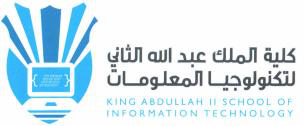 كلية الملك عبد الله الثاني
لتكنولوجيا المعلومات
KING ABDULLAH II SCHOOL OF
INFORMATION TECHNOLOGY